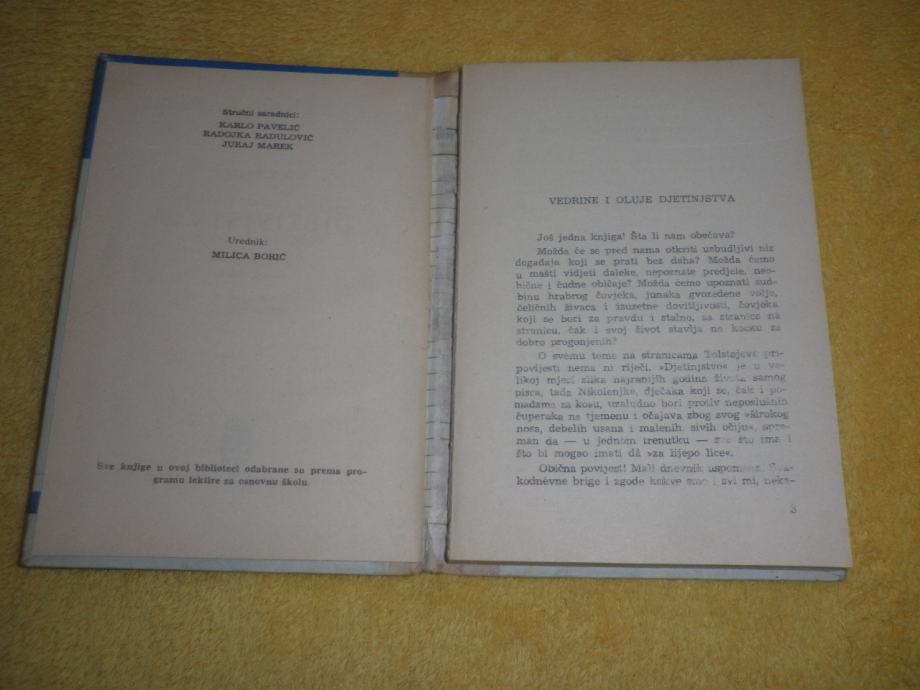 Stručni saradnici:
KARLO PAVELIĆ
RADOJKA RADULOVIĆ
JURAJ MAREK
Urednik:
MILICA BORIĆ
Sve knjige u ovoj biblioteci odabrane su prema pro-
gramu lektire za osnovnu školu.
VEDRINE I OLUJE DJETINJSTVA
Još jedna knjiga! Šta li nam obećava?
Možda će se pred nama otkriti uzbudljivi niz
događaja koji se prati bez daha? Možda ćemo
u mašti vidjeti daleke, nepoznate predjele, neo-
bične i čudne običaje? Možda ćemo upoznati sud-
binu hrabrog čovjeka, junaka gvozdene volje,
čeličnih živaca i izuzetne dovitljivosti, čovjeka
koji se bori za pravdu i stalno, sa stranice na
stranicu, čak i svoj život stavlja na kocku za
dobro progonjenih?
O svemu tome na stranicama Tolstojeve pri-
povijesti nema ni riječi. »Djetinjstvo« je u ve-
likoj mjeri slika najranijih godina života samog
pisca, tada Nikolenjke, dječaka koji se, čak i po-
madama za kosu, uzaludno bori protiv neposlušnih
čuperaka na tjemenu i očajava zbog svog »širokog
nosa, debelih usana i malenih, sivih očiju«, spre-
man da — u jednom trenutku — sve što ima i
što bi mogao imati dâ »za lijepo lice«.
Obična povijest! Mali dnevnik uspomena. Sva-
kodnevne brige i zgode kakve smo i svi mi, neka-
3